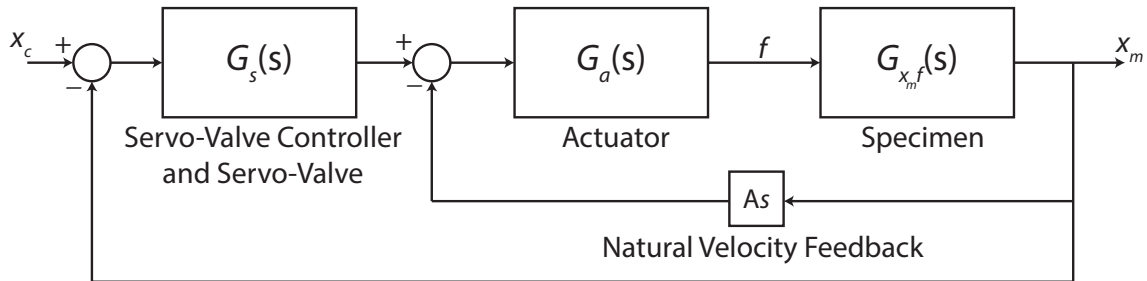 x_c
+
−
G_s(s)
Servo-Valve Controller
and Servo-Valve
+
−
G_a(s)
Actuator
f
G_{x_m f}(s)
Specimen
x_m
As
Natural Velocity Feedback